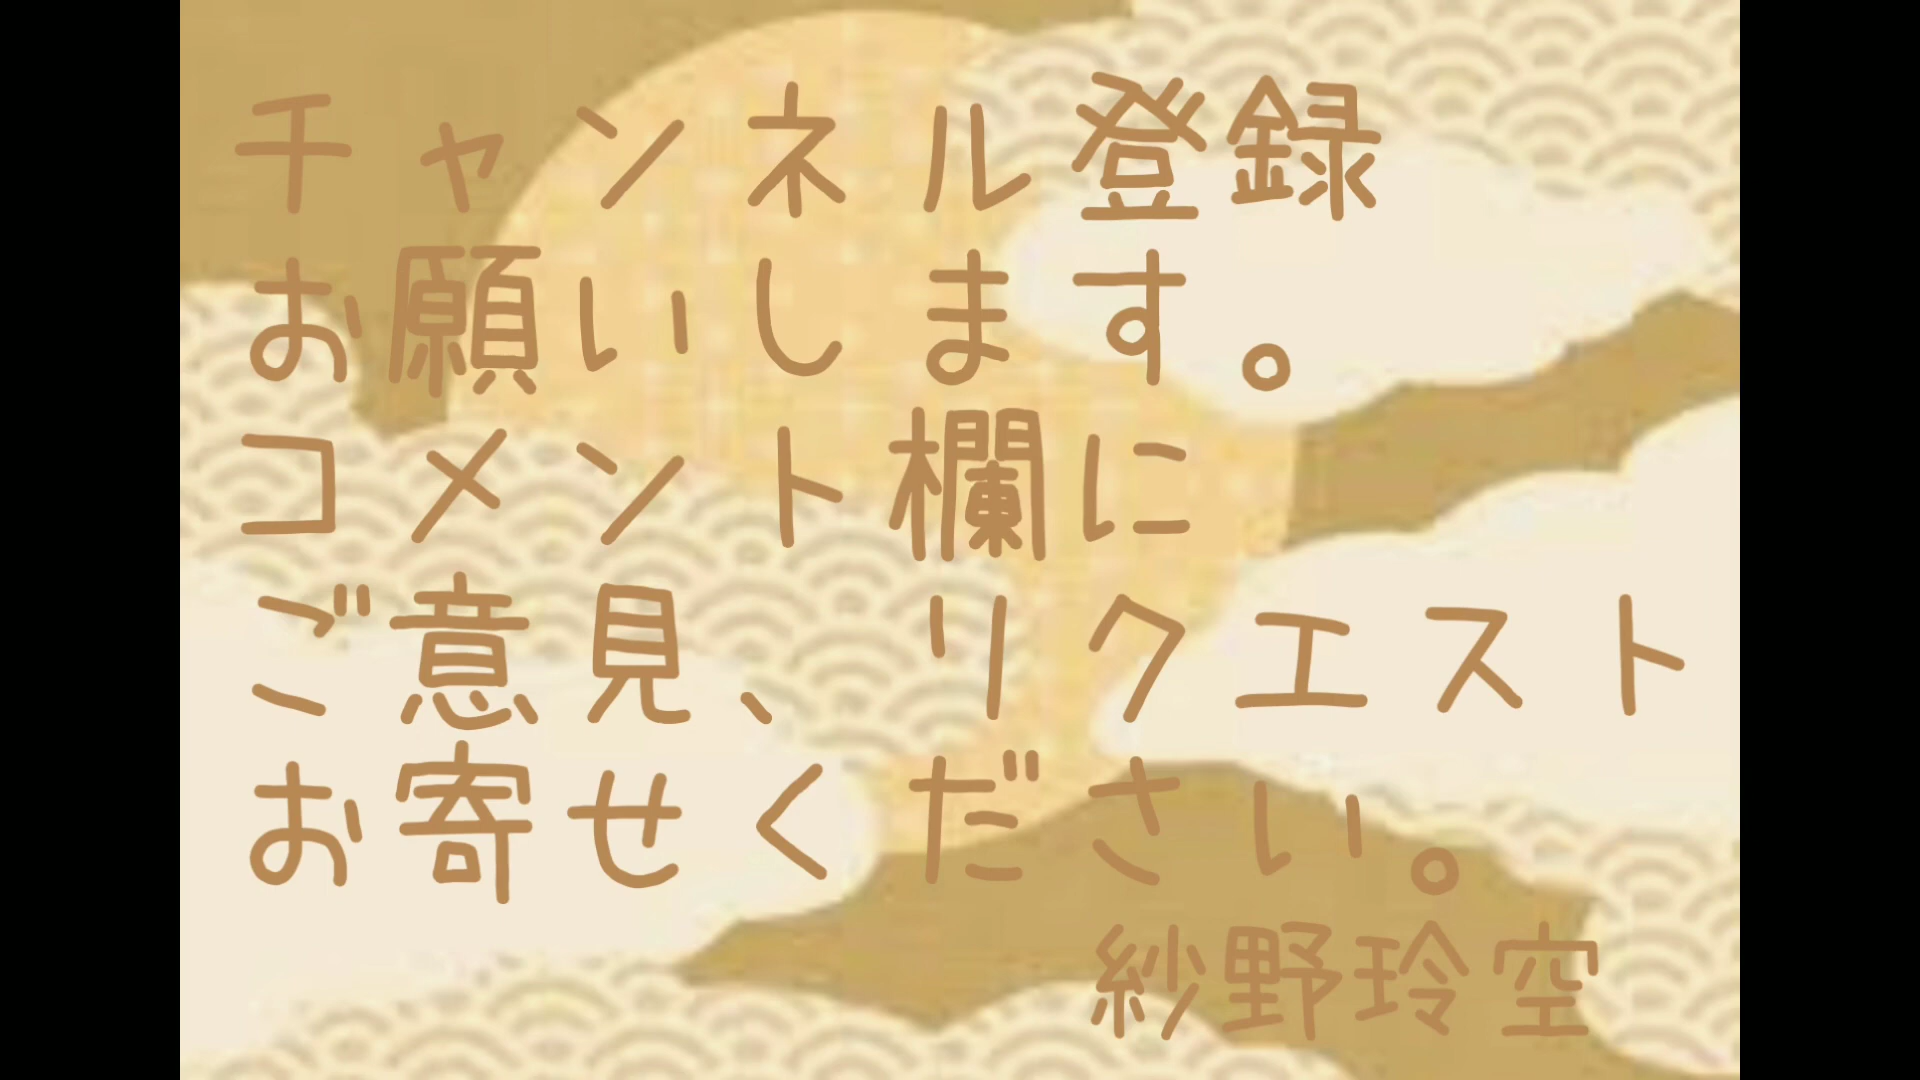 チャンネル登録
お願いします。
コメント欄に
ご意見、リクエスト
お寄せください。
紗野玲空